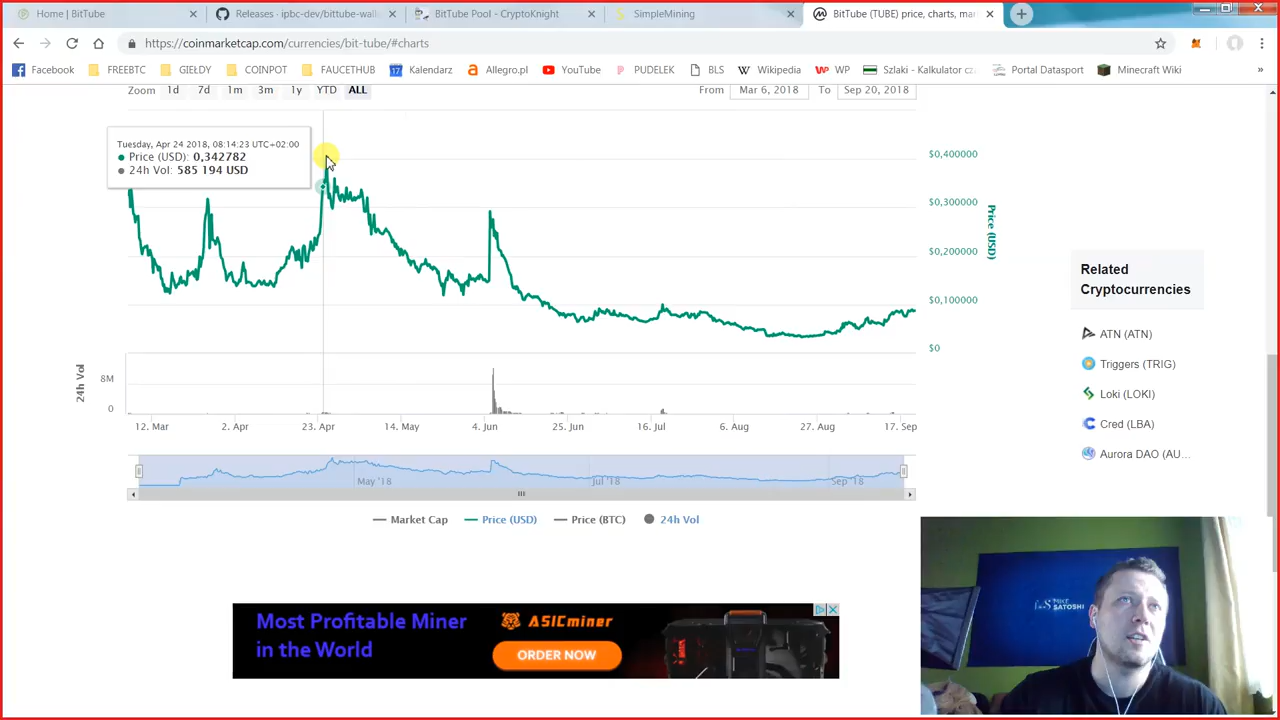 Home | BitTube
Releases · ipbc-dev/bittube-wall
BitTube Pool - CryptoKnight
SimpleMining
BitTube (TUBE) price, charts, mar
https://coinmarketcap.com/currencies/bit-tube/#charts
Facebook
FREEBTC
GIEŁDY
COINPOT
FAUCETHUB
17
Kalendarz
Allegro.pl
YouTube
PUDELEK
BLS
Wikipedia
WP
Szlaki - Kalkulator cz
Portal Datasport
Minecraft Wiki
»
Zoom 1d 7d 1m 3m 1y YTD ALL
From Mar 6, 2018 To Sep 20, 2018
Tuesday, Apr 24 2018, 08:14:23 UTC+02:00
Price (USD): 0,342782
24h Vol: 585 194 USD
$0,400000
$0,300000
$0,200000
$0,100000
$0
Price (USD)
24h Vol
8M
0
12. Mar 2. Apr 23. Apr 14. May 4. Jun 25. Jun 16. Jul 6. Aug 27. Aug 17. Sep
May '18 Jul '18 Sep '18
Market Cap Price (USD) Price (BTC) 24h Vol
Related
Cryptocurrencies
ATN (ATN)
Triggers (TRIG)
Loki (LOKI)
Cred (LBA)
Aurora DAO (AU...
Most Profitable Miner
in the World
ASICminer
ORDER NOW
MIKE
SATOSHI